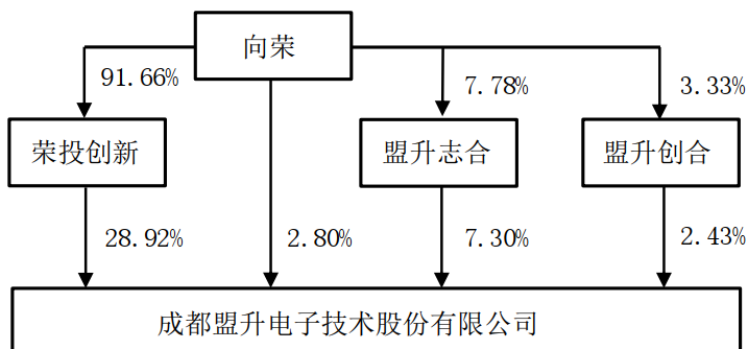 向荣
91.66%
7.78%
3.33%
荣投创新
盟升志合
盟升创合
28.92%
2.80%
7.30%
2.43%
成都盟升电子技术股份有限公司